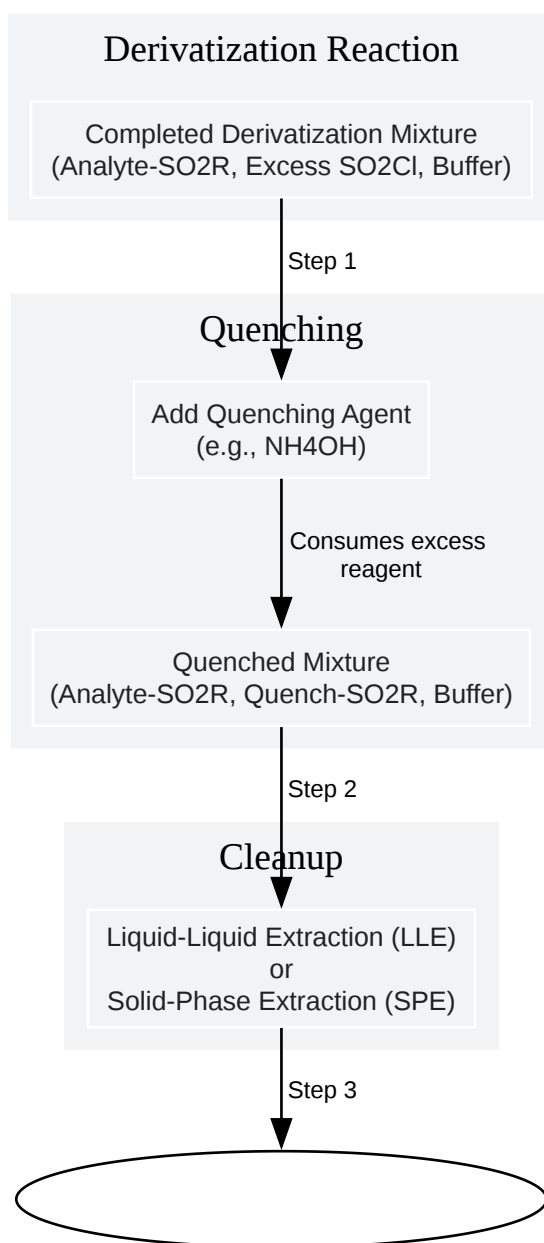 Derivatization Reaction
Completed Derivatization Mixture
(Analyte-SO2R, Excess SO2Cl, Buffer)
Step 1
Quenching
Add Quenching Agent
(e.g., NH4OH)
Consumes excess
reagent
Quenched Mixture
(Analyte-SO2R, Quench-SO2R, Buffer)
Step 2
Cleanup
Liquid-Liquid Extraction (LLE)
or
Solid-Phase Extraction (SPE)
Step 3